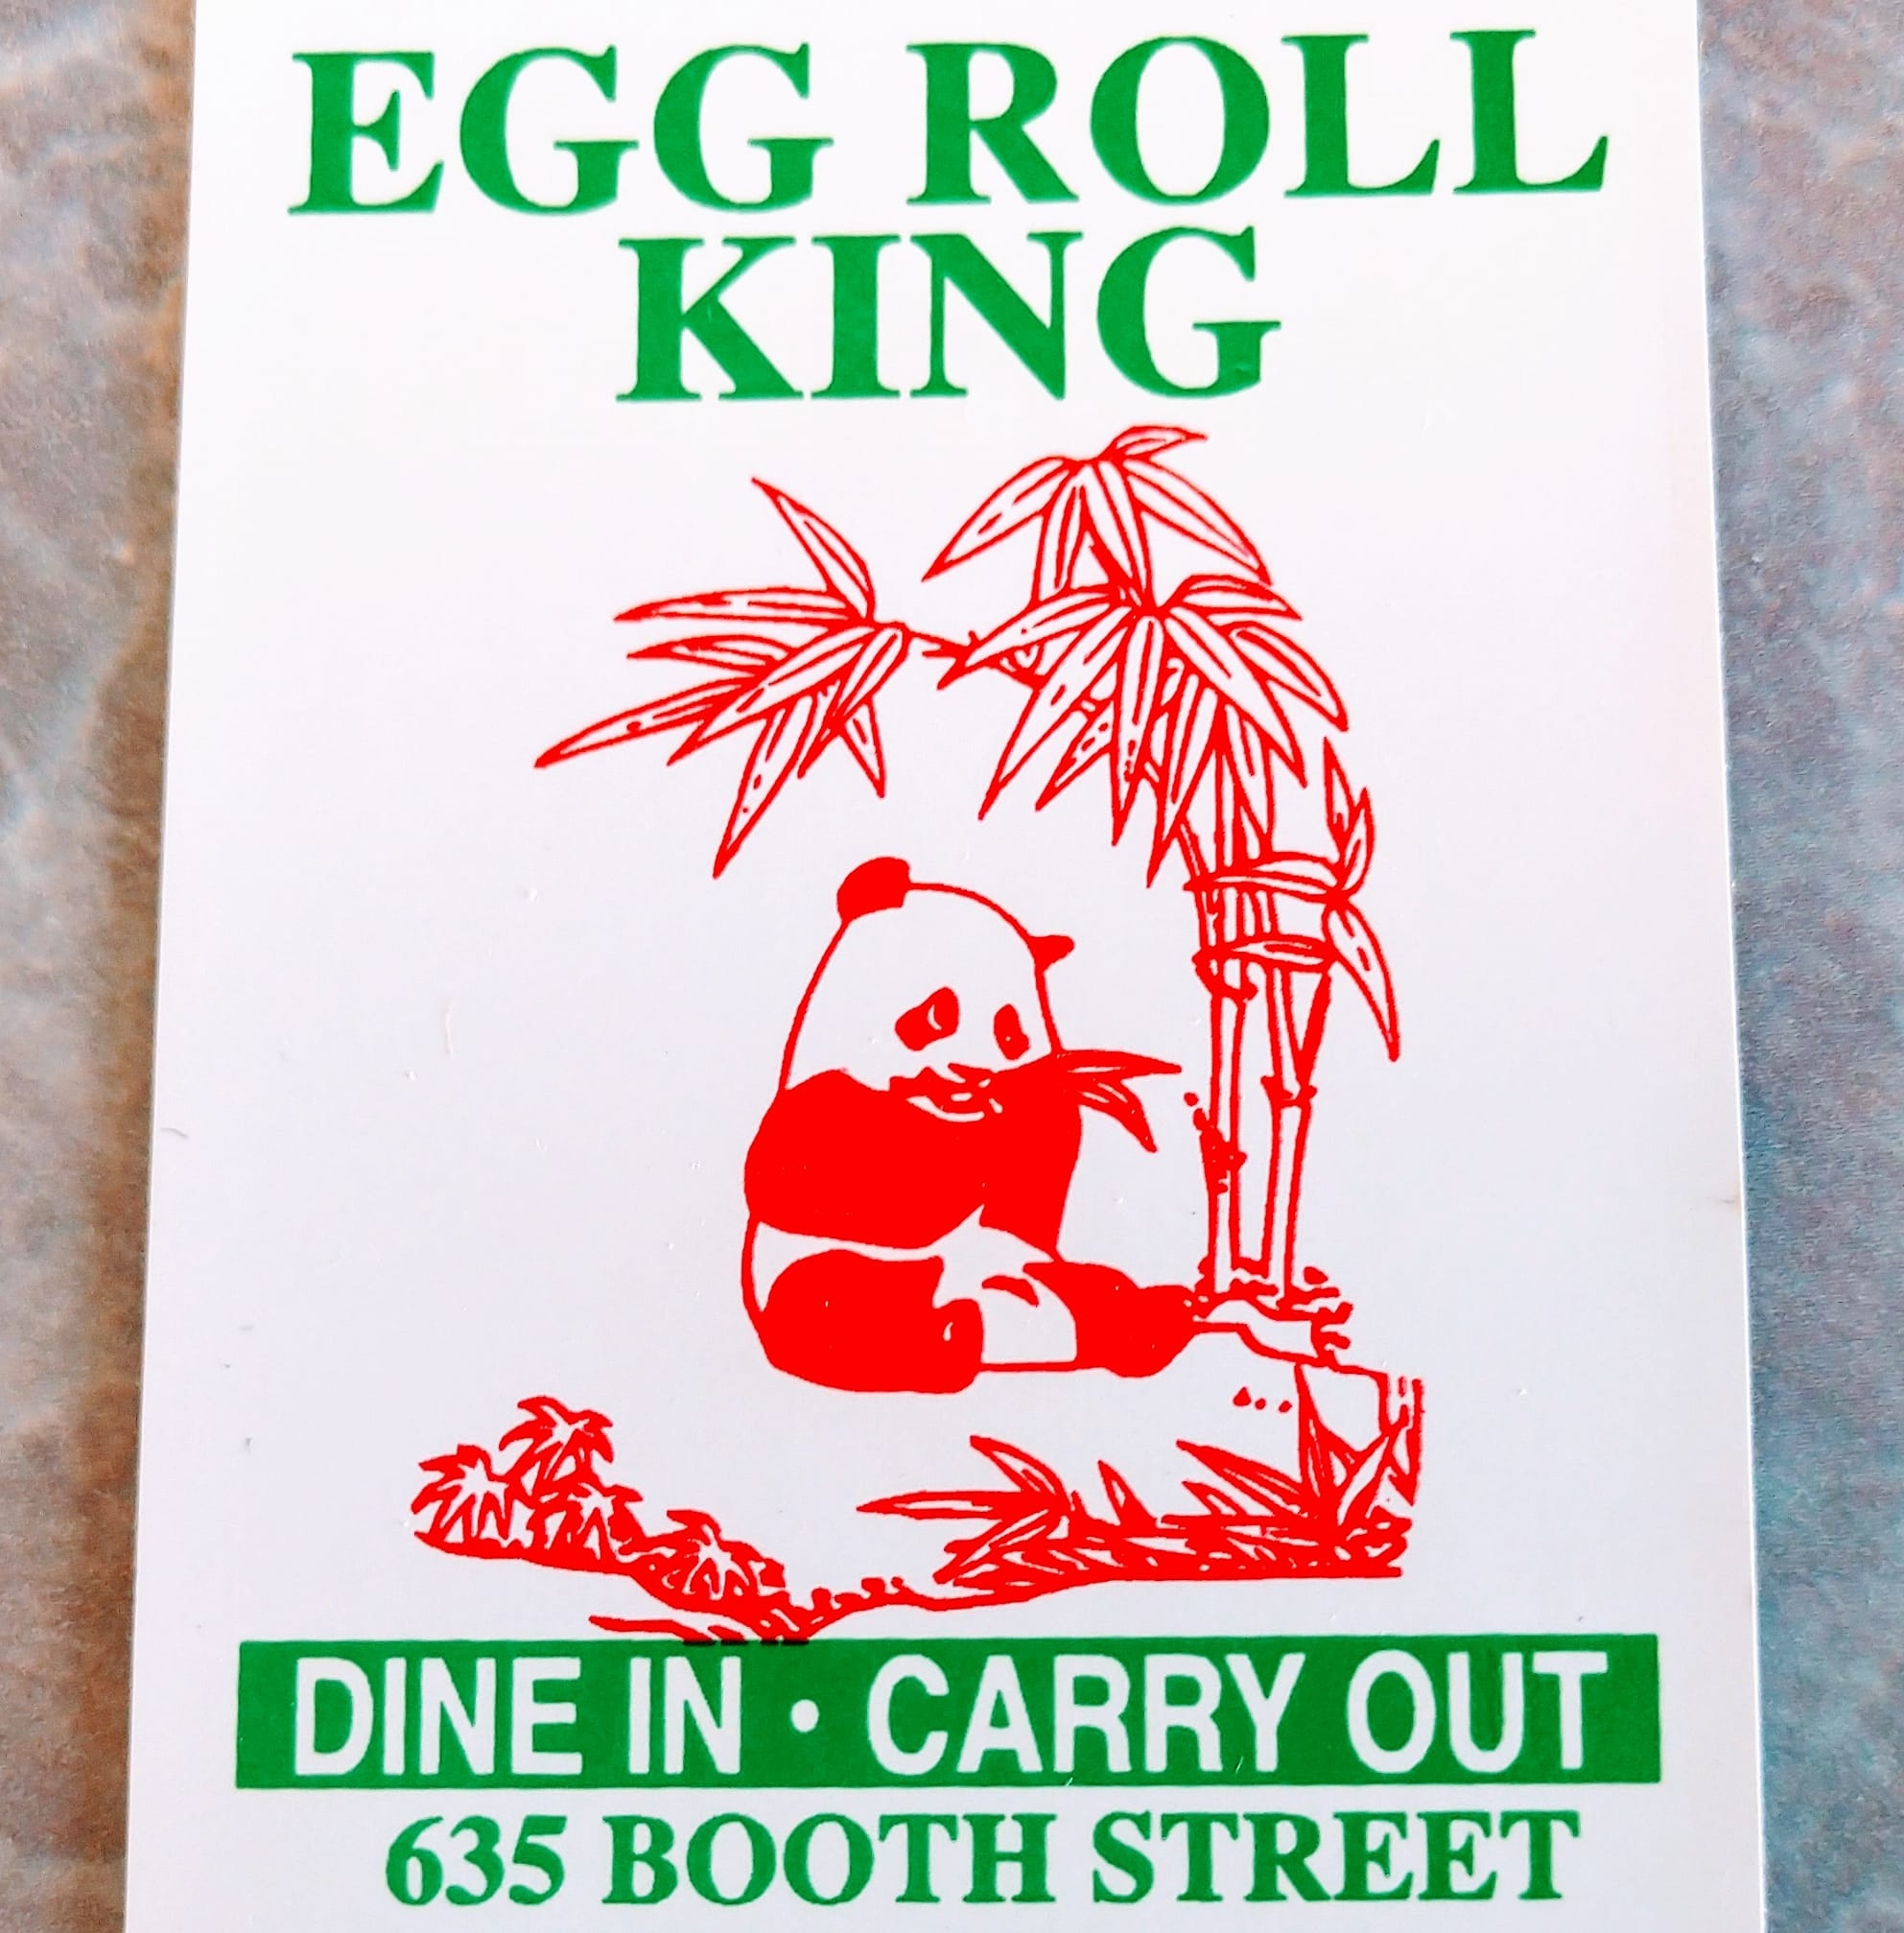 EGG ROLL
KING
DINE IN • CARRY OUT
635 BOOTH STREET